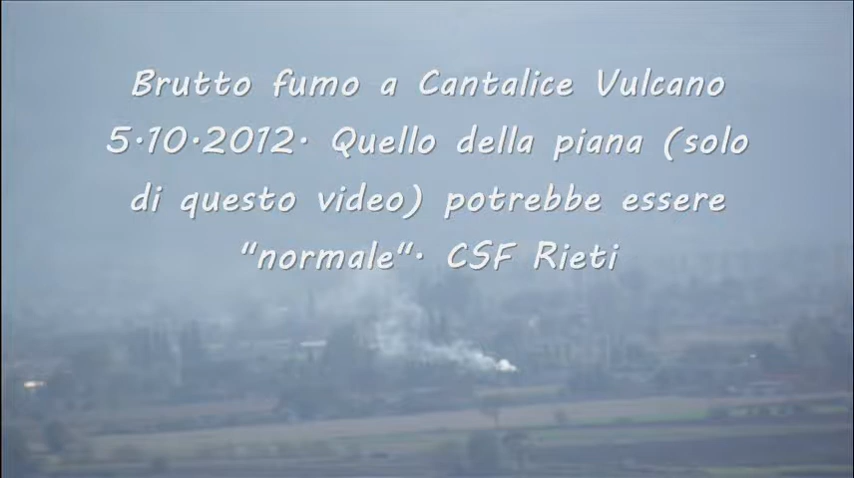 Brutto fumo a Cantalice Vulcano
5.10.2012. Quello della piana (solo
di questo video) potrebbe essere
"normale". CSF Rieti